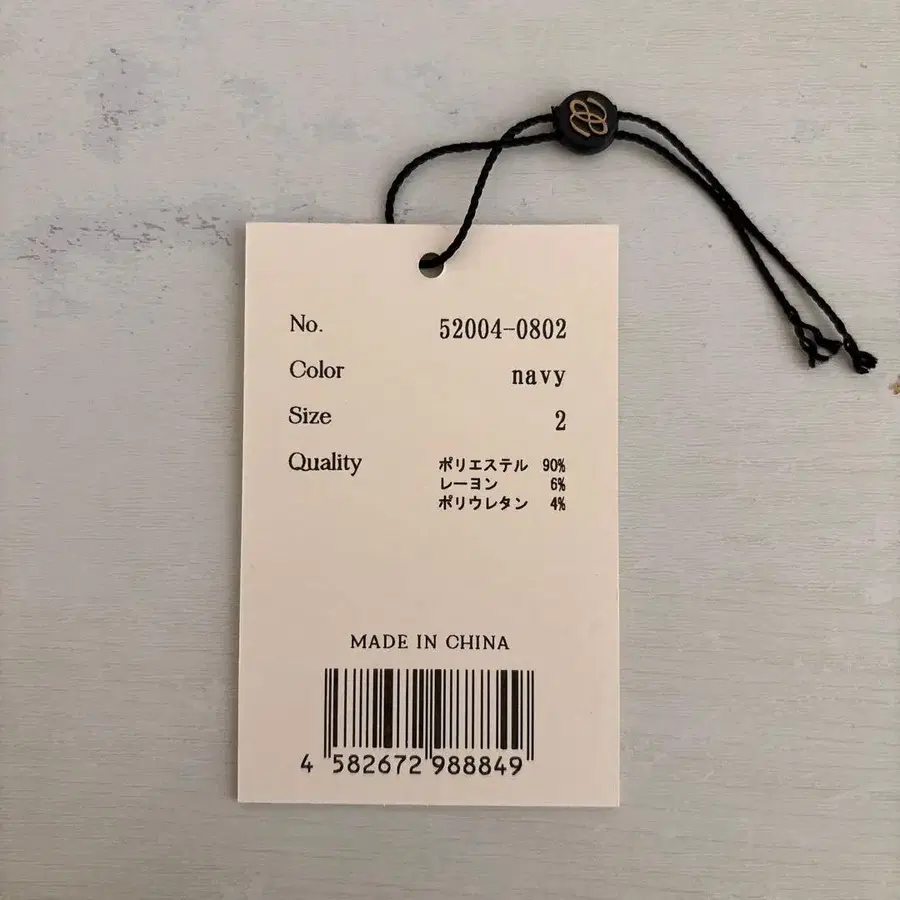 No. 52004-0802
Color navy
Size 2
Quality ポリエステル 90%
レーヨン 6%
ポリウレタン 4%
MADE IN CHINA
4 582672 988849